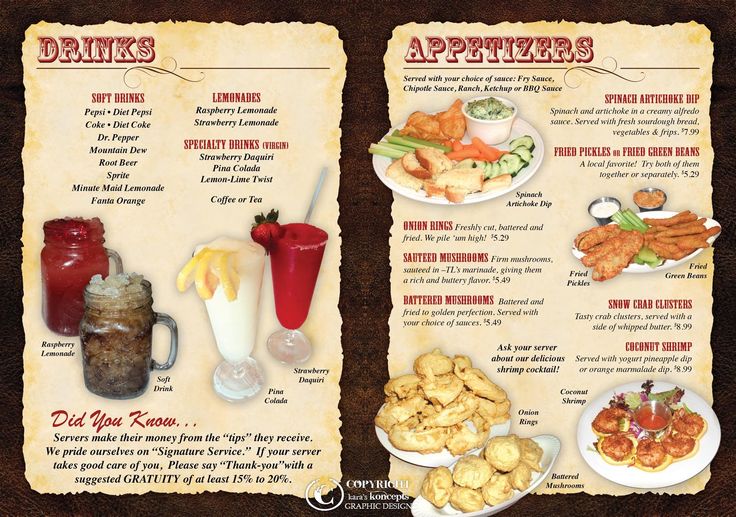 DRINKS
SOFT DRINKS
Pepsi • Diet Pepsi
Coke • Diet Coke
Dr. Pepper
Mountain Dew
Root Beer
Sprite
Minute Maid Lemonade
Fanta Orange
LEMONADES
Raspberry Lemonade
Strawberry Lemonade
SPECIALTY DRINKS (VIRGIN)
Strawberry Daquiri
Pina Colada
Lemon-Lime Twist
Coffee or Tea
Raspberry
Lemonade
Soft
Drink
Pina
Colada
Strawberry
Daquiri
Did You Know...
Servers make their money from the “tips” they receive.
We pride ourselves on “Signature Service.” If your server
takes good care of you, Please say “Thank-you”with a
suggested GRATUITY of at least 15% to 20%.
APPETIZERS
Served with your choice of sauce: Fry Sauce,
Chipotle Sauce, Ranch, Ketchup or BBQ Sauce
SPINACH ARTICHOKE DIP
Spinach and artichoke in a creamy alfredo
sauce. Served with fresh sourdough bread,
vegetables & frips. $7.99
FRIED PICKLES OR FRIED GREEN BEANS
A local favorite! Try both of them
together or separately. $5.29
Spinach
Artichoke Dip
ONION RINGS Freshly cut, battered and
fried. We pile ‘um high! $5.29
SAUTEED MUSHROOMS Firm mushrooms,
sauteed in –TL’s marinade, giving them
a rich and buttery flavor. $5.49
BATTERED MUSHROOMS Battered and
fried to golden perfection. Served with
your choice of sauces. $5.49
Fried
Pickles
Fried
Green Beans
SNOW CRAB CLUSTERS
Tasty crab clusters, served with a
side of whipped butter. $8.99
COCONUT SHRIMP
Served with yogurt pineapple dip
or orange marmalade dip. $8.99
Ask your server
about our delicious
shrimp cocktail!
Coconut
Shrimp
Onion
Rings
Battered
Mushrooms
COPYRIGHT
kara's koncepts
GRAPHIC DESIGN